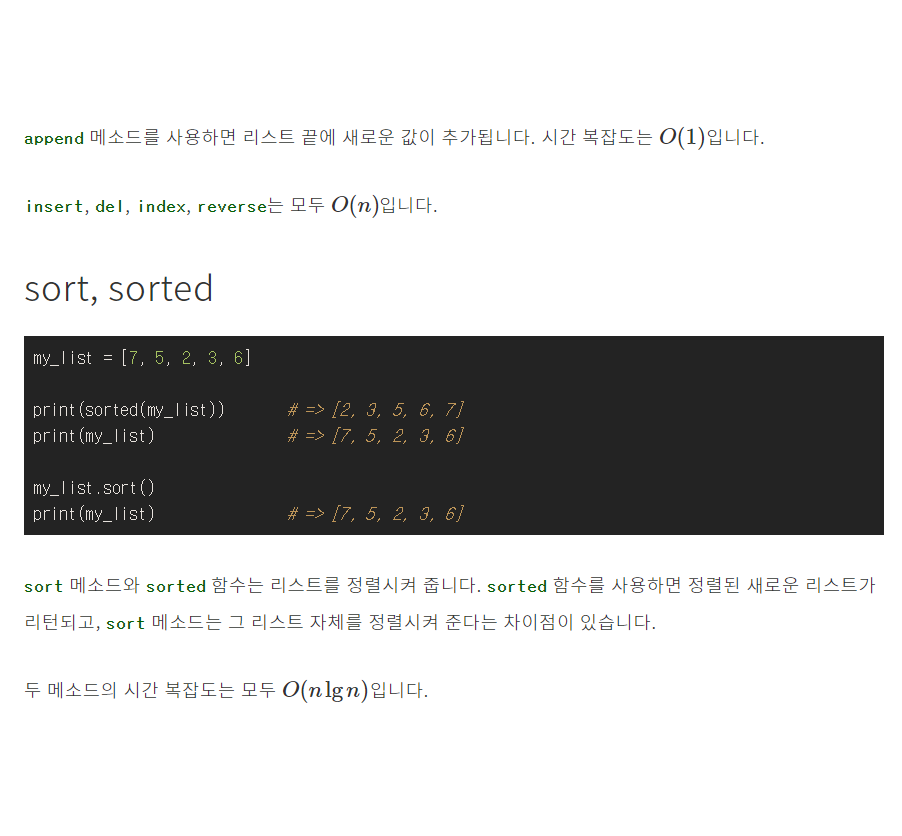 append 메소드를 사용하면 리스트 끝에 새로운 값이 추가됩니다. 시간 복잡도는 O(1)입니다.
insert, del, index, reverse는 모두 O(n)입니다.
sort, sorted
my_list = [7, 5, 2, 3, 6]
print(sorted(my_list)) # => [2, 3, 5, 6, 7]
print(my_list) # => [7, 5, 2, 3, 6]
my_list.sort()
print(my_list) # => [7, 5, 2, 3, 6]
sort 메소드와 sorted 함수는 리스트를 정렬시켜 줍니다. sorted 함수를 사용하면 정렬된 새로운 리스트가
리턴되고, sort 메소드는 그 리스트 자체를 정렬시켜 준다는 차이점이 있습니다.
두 메소드의 시간 복잡도는 모두 O(n lg n)입니다.